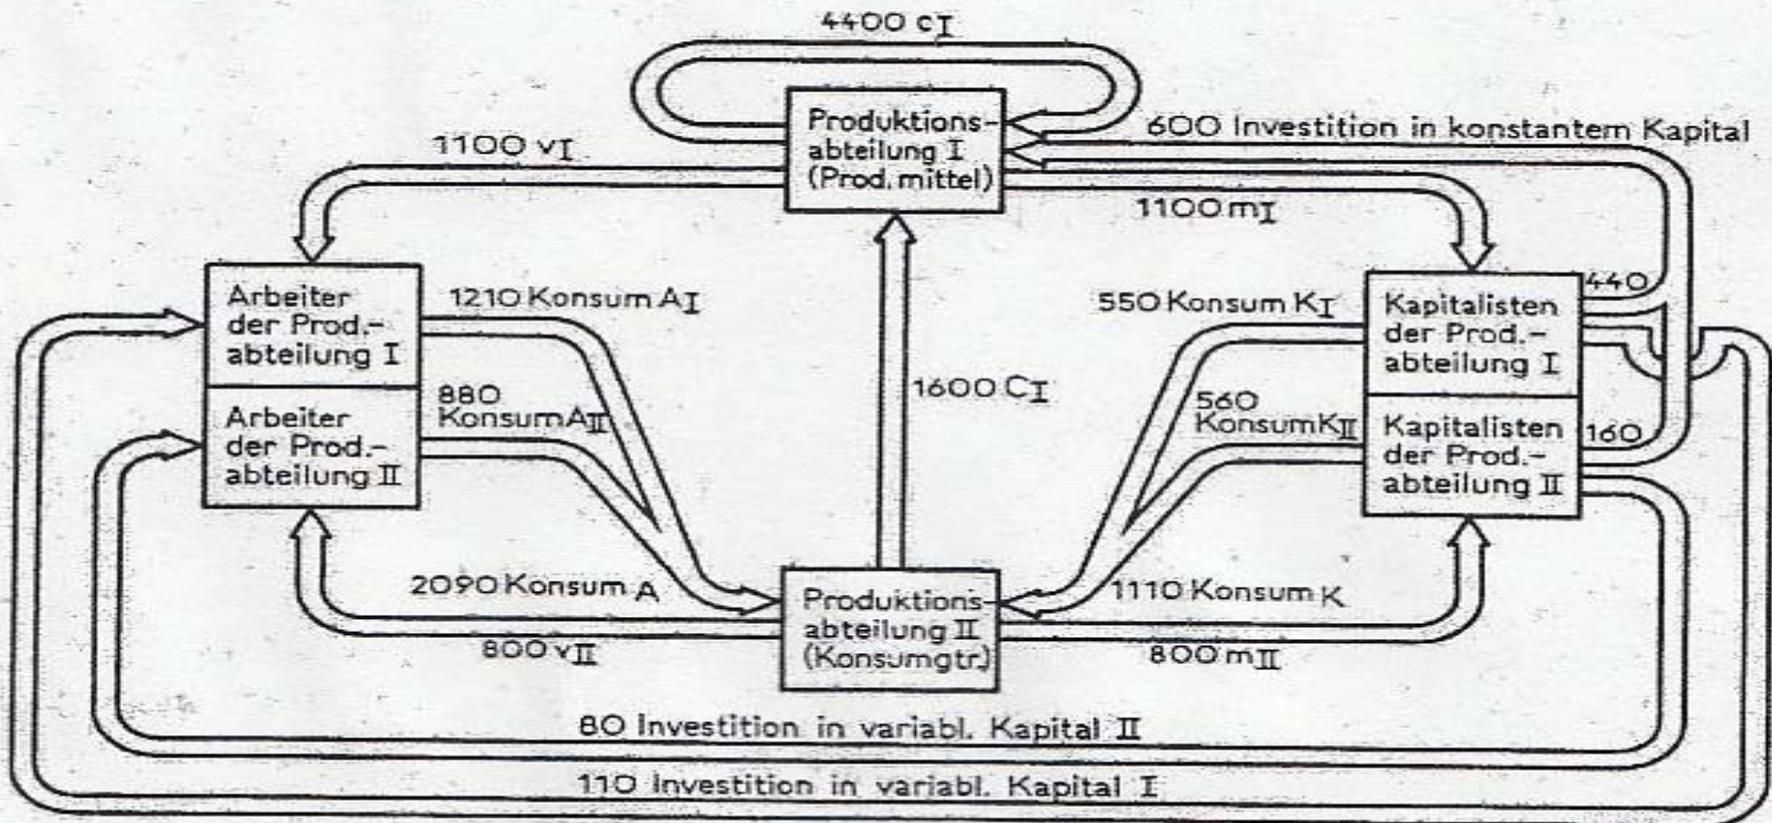 4400 cI
Produktions-
abteilung I
(Prod. mittel)
600 Investition in konstantem Kapital
1100 vI
1100 mI
Arbeiter
der Prod.-
abteilung I
1210 Konsum AI
550 Konsum KI
Kapitalisten
der Prod.-
abteilung I
440
Arbeiter
der Prod.-
abteilung II
880
Konsum AII
1600 CI
560
Konsum KII
Kapitalisten
der Prod.-
abteilung II
160
2090 Konsum A
Produktions-
abteilung II
(Konsumgtr.)
1110 Konsum K
800 vII
800 mII
80 Investition in variabl. Kapital II
110 Investition in variabl. Kapital I